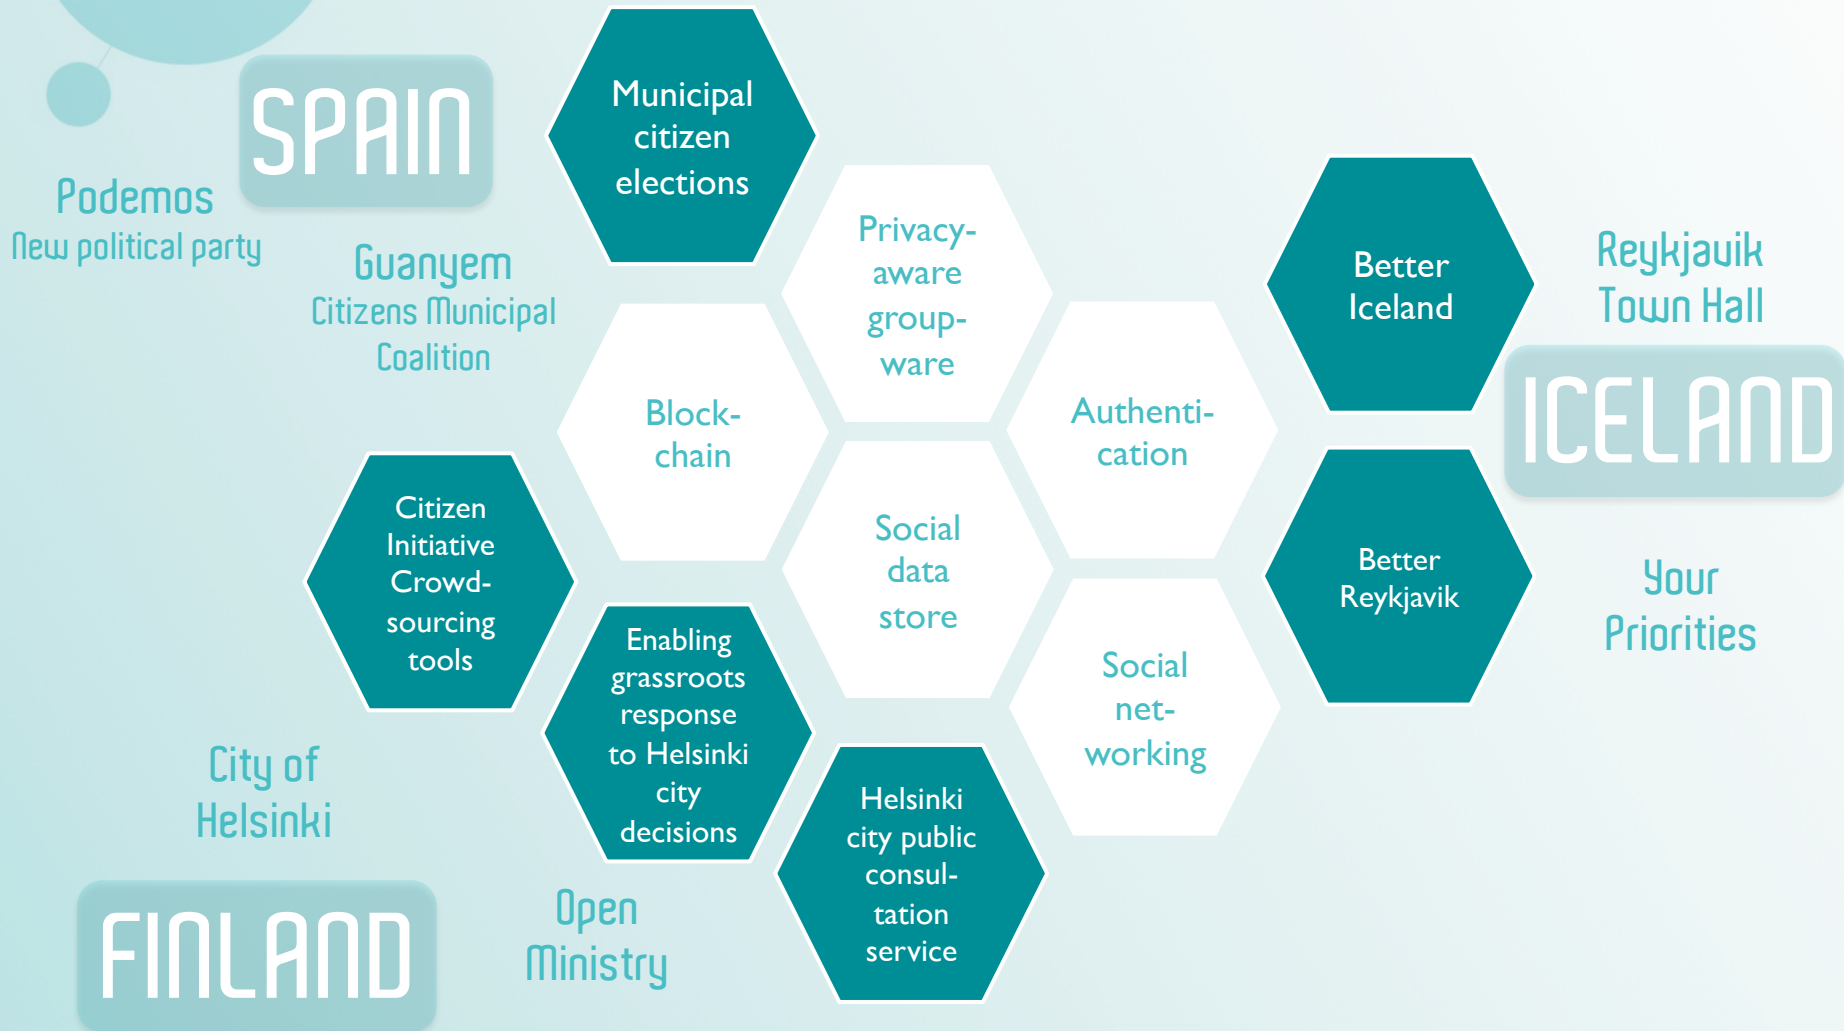 SPAIN
Podemos
New political party
Guanyem
Citizens Municipal
Coalition
Municipal
citizen
elections
Privacy-
aware
group-
ware
Better
Iceland
Reykjavik
Town Hall
ICELAND
Block-
chain
Authenti-
cation
Citizen
Initiative
Crowd-
sourcing
tools
Social
data
store
Better
Reykjavik
Your
Priorities
Enabling
grassroots
response
to Helsinki
city
decisions
Social
net-
working
City of
Helsinki
Helsinki
city public
consul-
tation
service
FINLAND
Open
Ministry